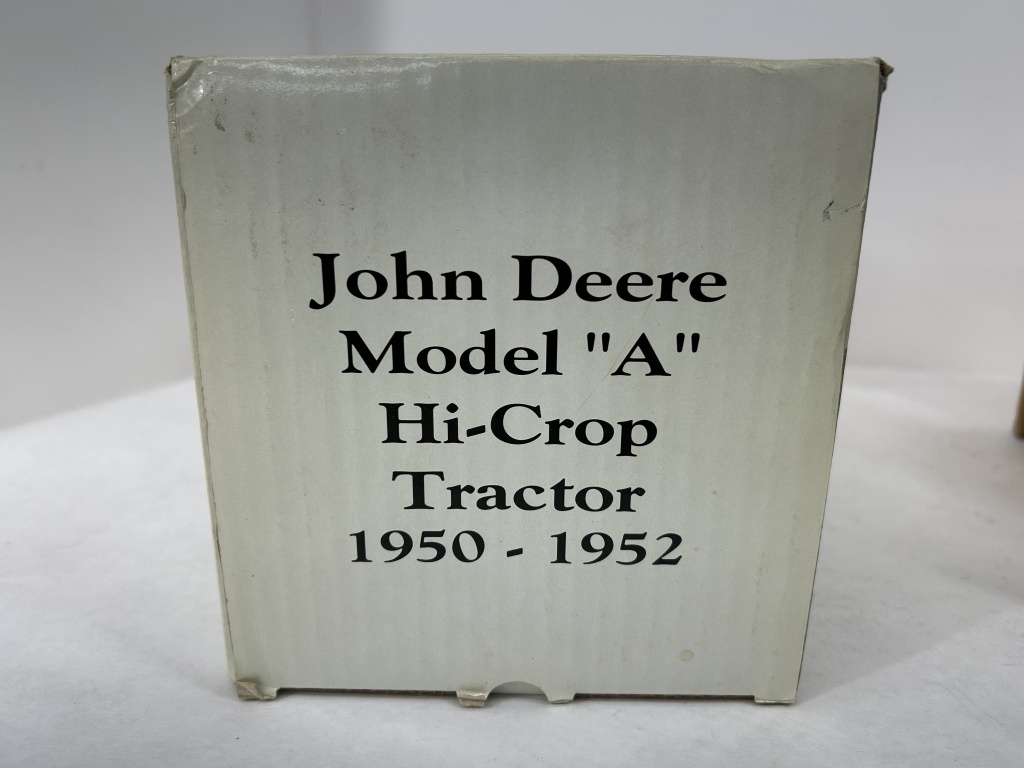 John Deere
Model "A"
Hi-Crop
Tractor
1950 - 1952